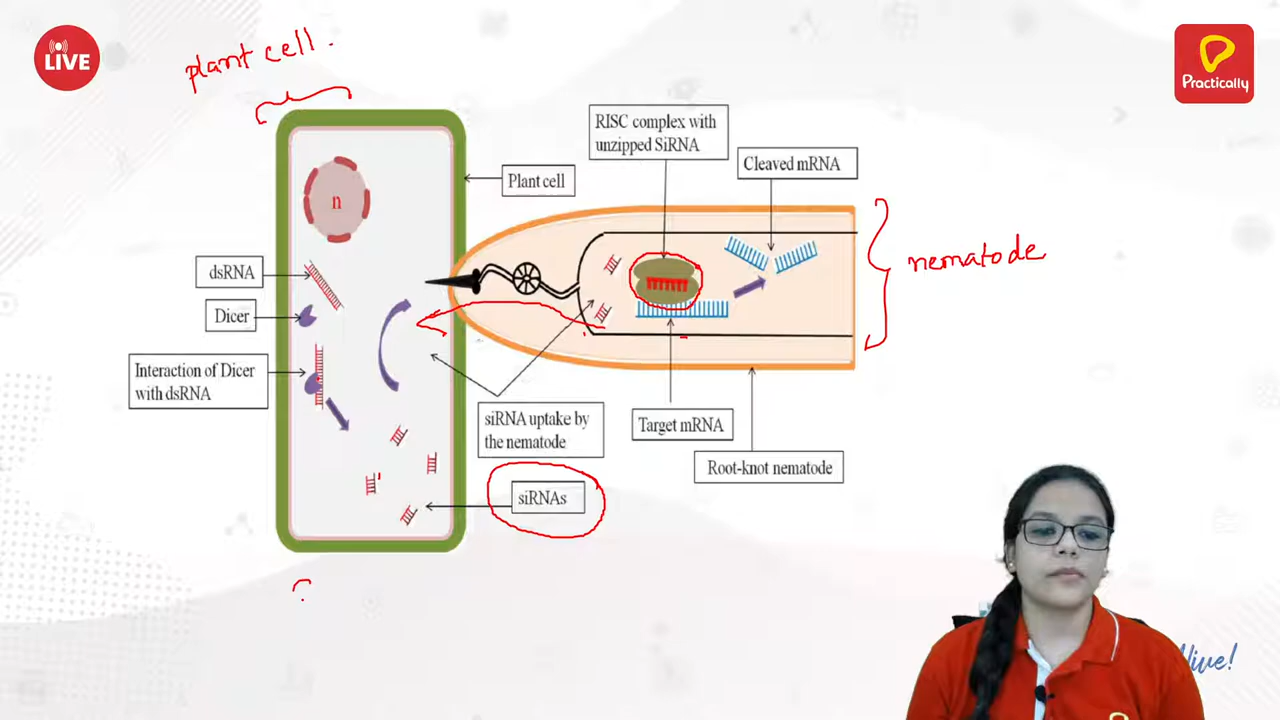 LIVE
plant cell.
Practically
RISC complex with
unzipped SiRNA
Cleaved mRNA
Plant cell
n
nematode
dsRNA
Dicer
Interaction of Dicer
with dsRNA
siRNA uptake by
the nematode
Target mRNA
Root-knot nematode
siRNAs